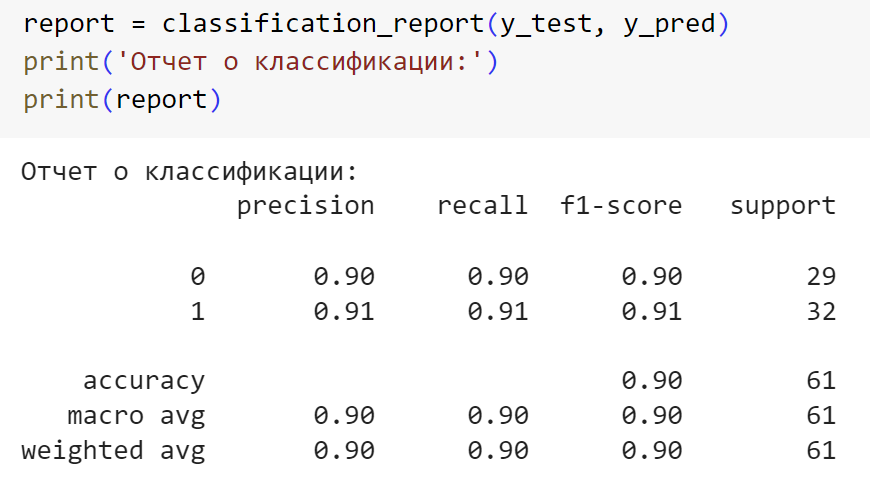 report = classification_report(y_test, y_pred)
print('Отчет о классификации:')
print(report)
Отчет о классификации:
precision recall f1-score support
0 0.90 0.90 0.90 29
1 0.91 0.91 0.91 32
accuracy 0.90 61
macro avg 0.90 0.90 0.90 61
weighted avg 0.90 0.90 0.90 61